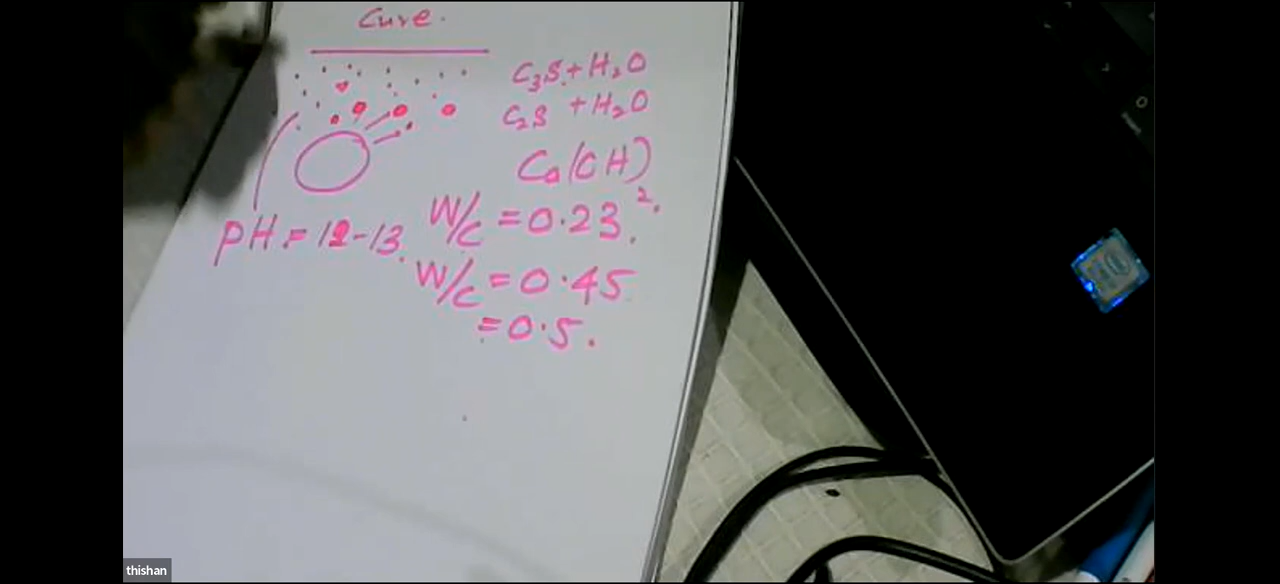 Cure.
C₃S + H₂O
C₂S + H₂O
Ca(OH)₂.
pH = 12-13.
W/C = 0.23.
W/C = 0.45
= 0.5.
thishan